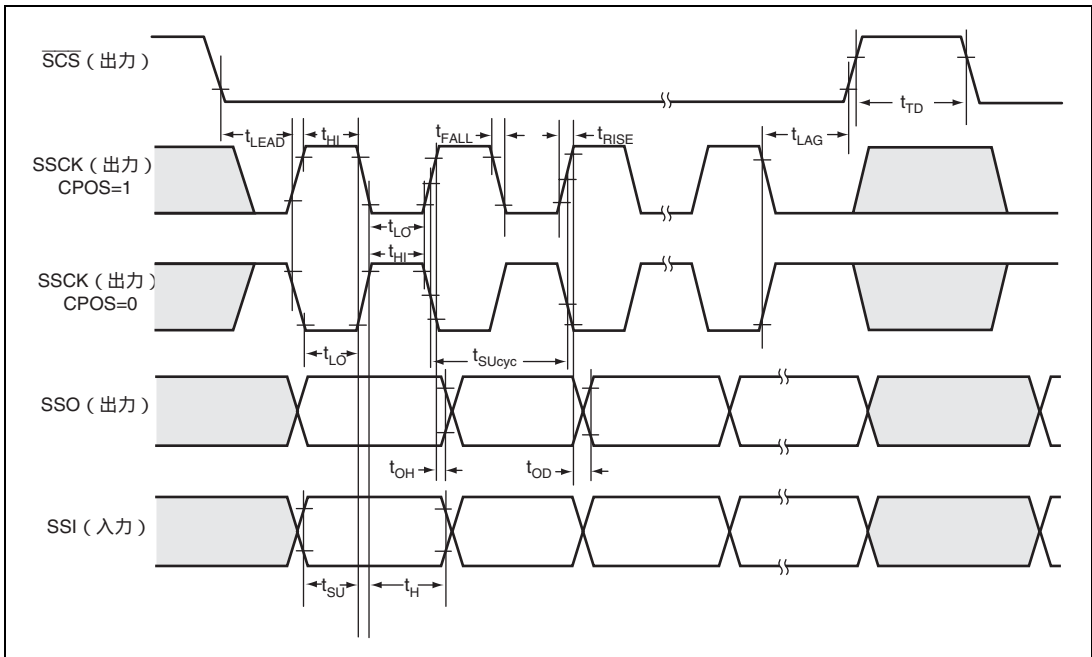 SCS（出力）
tTD
tLEAD tHI tFALL tRISE tLAG
SSCK（出力）
CPOS=1
tLO
tHI
SSCK（出力）
CPOS=0
tLO
tSUcyc
SSO（出力）
tOH tOD
SSI（入力）
tSU tH